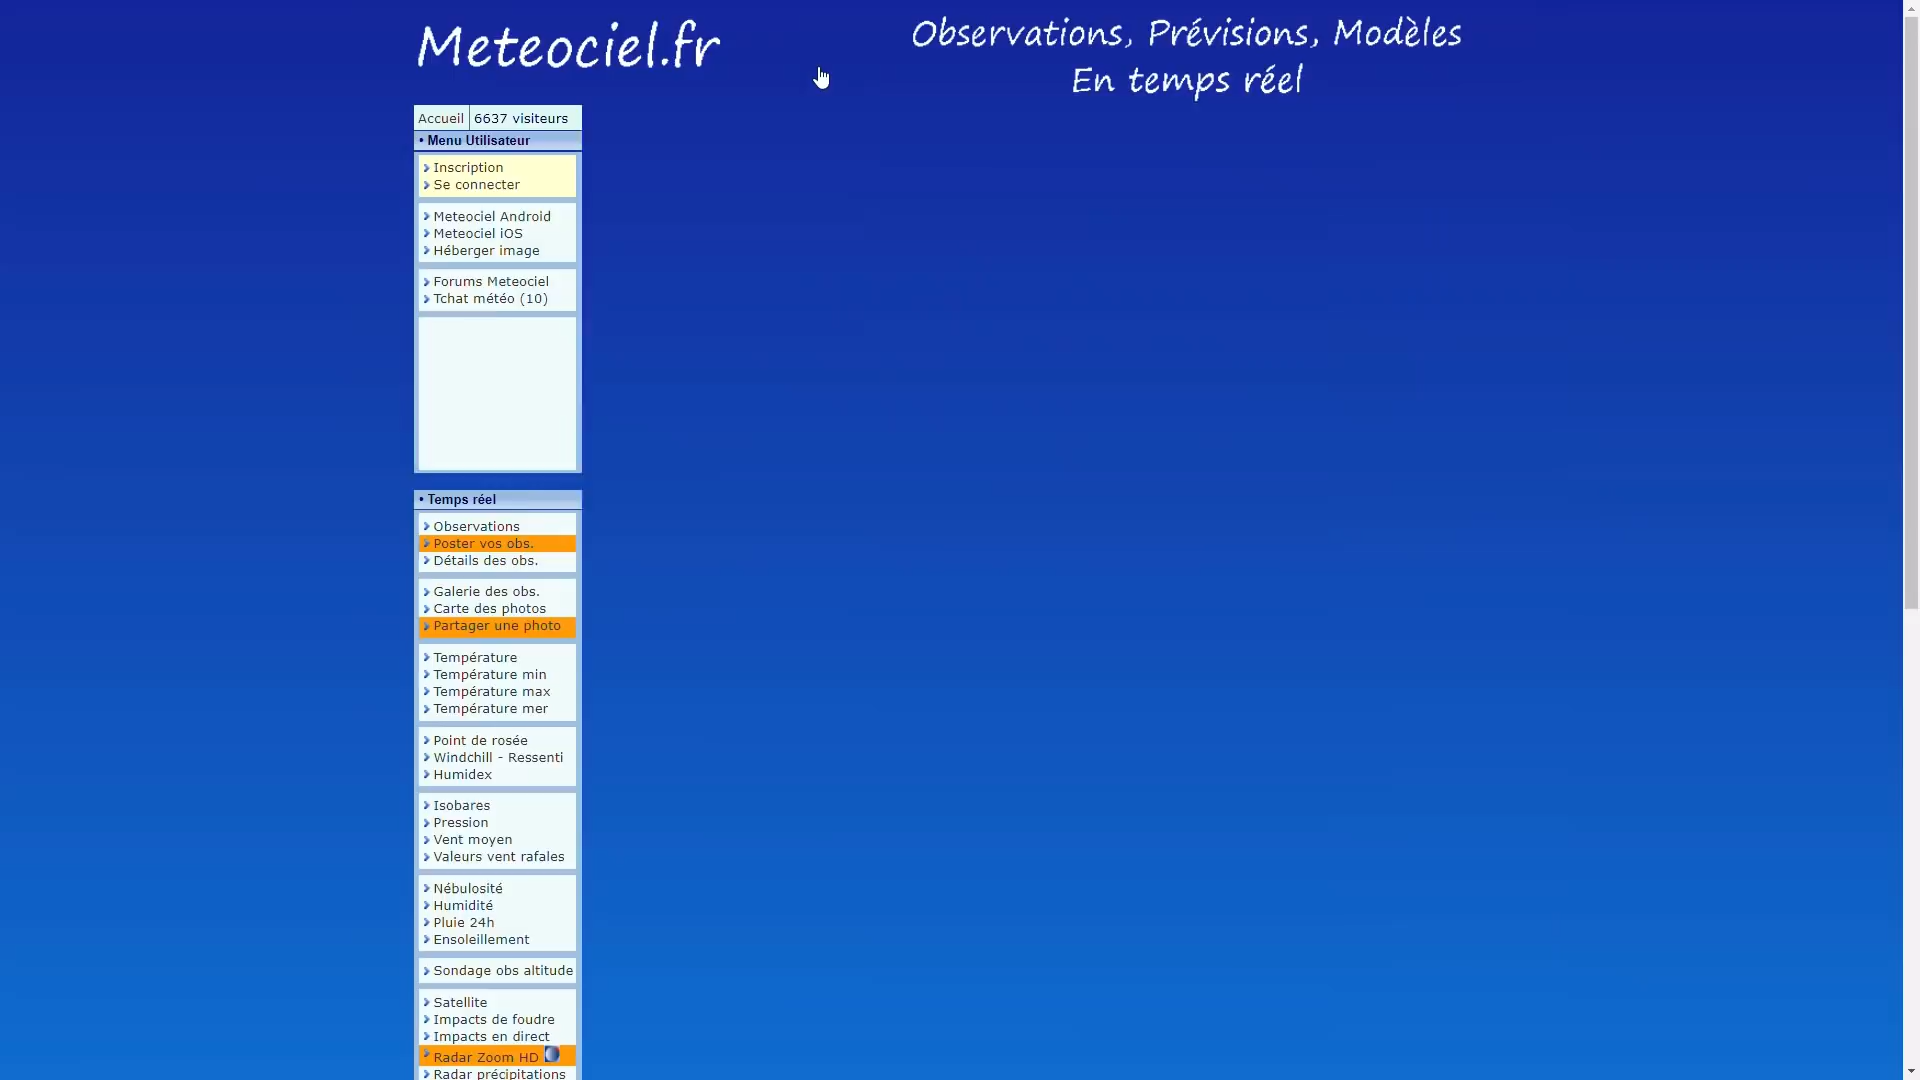 Meteociel.fr
Observations, Prévisions, Modèles
En temps réel
Accueil
6637 visiteurs
• Menu Utilisateur
Inscription
Se connecter
Meteociel Android
Meteociel iOS
Héberger image
Forums Meteociel
Tchat météo (10)
• Temps réel
Observations
Poster vos obs.
Détails des obs.
Galerie des obs.
Carte des photos
Partager une photo
Température
Température min
Température max
Température mer
Point de rosée
Windchill - Ressenti
Humidex
Isobares
Pression
Vent moyen
Valeurs vent rafales
Nébulosité
Humidité
Pluie 24h
Ensoleillement
Sondage obs altitude
Satellite
Impacts de foudre
Impacts en direct
Radar Zoom HD
Radar précipitations